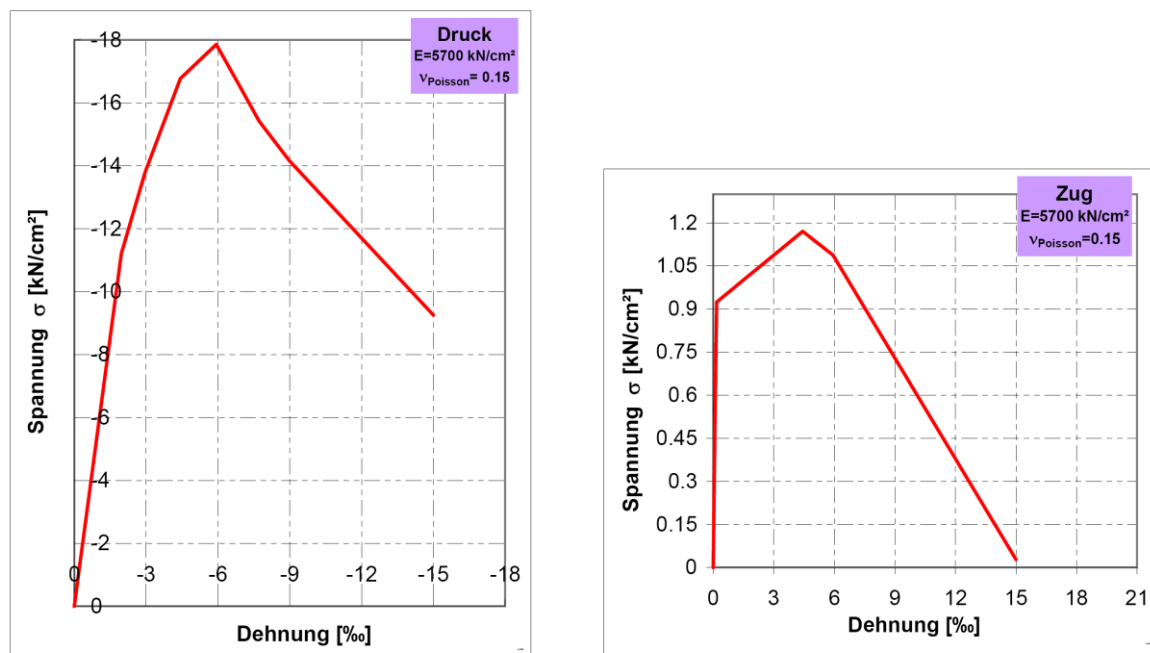 Druck
E=5700 kN/cm²
νPoisson= 0.15
-18
-16
-14
-12
-10
-8
-6
-4
-2
0
0 -3 -6 -9 -12 -15 -18
Spannung σ [kN/cm²]
Dehnung [‰]
Zug
E=5700 kN/cm²
νPoisson=0.15
1.2
1.05
0.9
0.75
0.6
0.45
0.3
0.15
0
0 3 6 9 12 15 18 21
Spannung σ [kN/cm²]
Dehnung [‰]